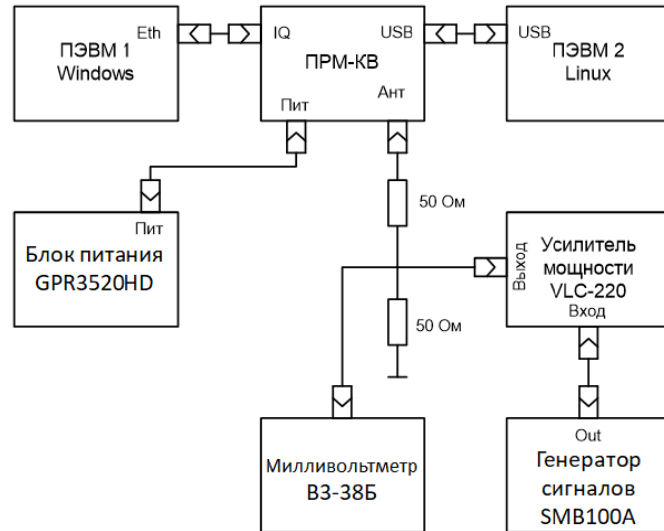 ПЭВМ 1
Windows
Eth
IQ
USB
ПРМ-КВ
Пит
Ант
USB
ПЭВМ 2
Linux
50 Ом
Пит
Блок питания
GPR3520HD
Выход
Усилитель
мощности
VLC-220
Вход
50 Ом
Милливольтметр
ВЗ-38Б
Out
Генератор
сигналов
SMB100A